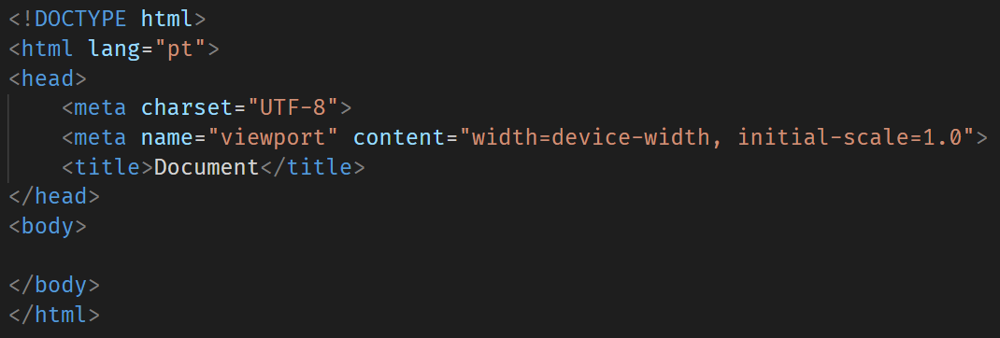 <!DOCTYPE html>
<html lang="pt">
<head>
    <meta charset="UTF-8">
    <meta name="viewport" content="width=device-width, initial-scale=1.0">
    <title>Document</title>
</head>
<body>

</body>
</html>